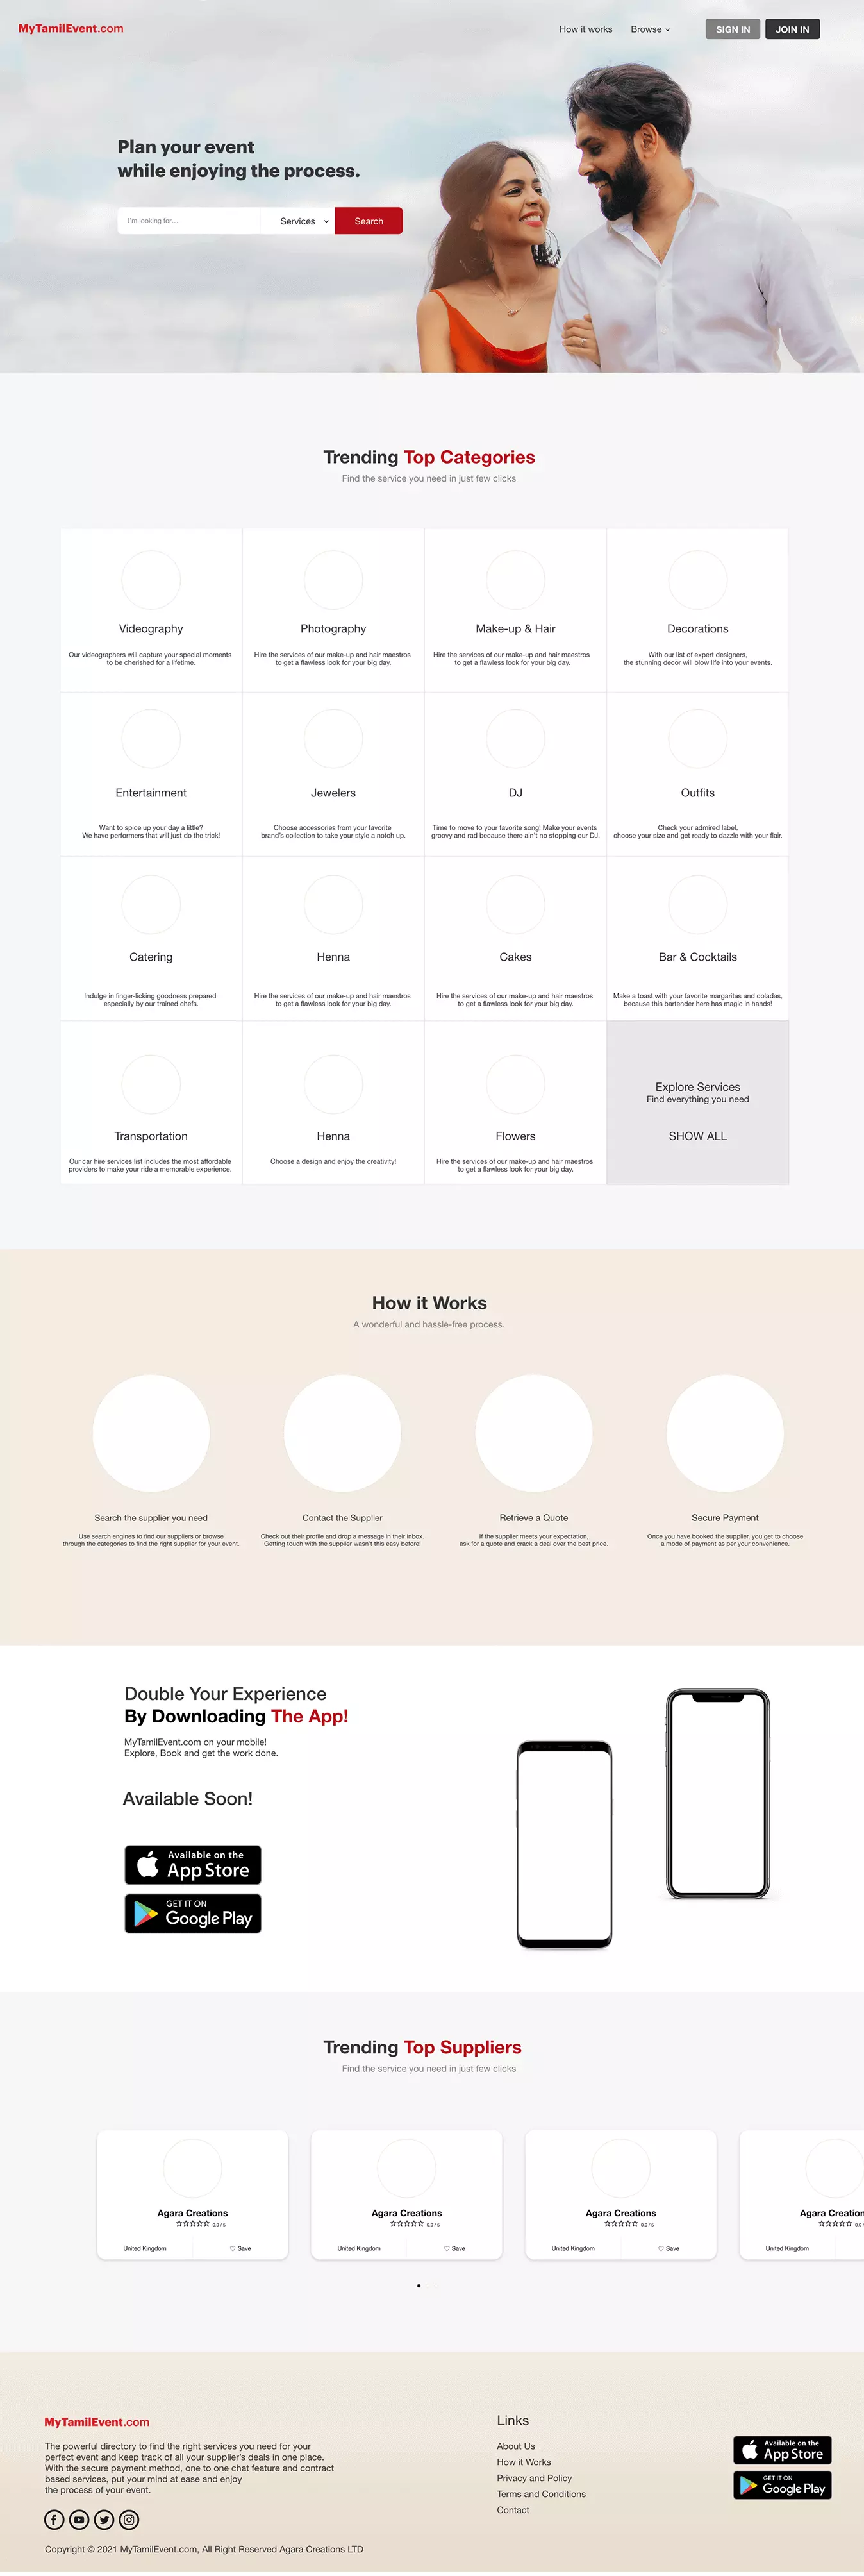 MyTamilEvent.com
How it works
Browse
SIGN IN
JOIN IN
Plan your event
while enjoying the process.
I'm looking for....
Services
Search
Trending Top Categories
Find the service you need in just few clicks
Videography
Our videographers will capture your special moments
to be cherished for a lifetime.
Photography
Hire the services of our make-up and hair maestros
to get a flawless look for your big day.
Make-up & Hair
Hire the services of our make-up and hair maestros
to get a flawless look for your big day.
Decorations
With our list of expert designers,
the stunning decor will blow life into your events.
Entertainment
Want to spice up your day a little?
We have performers that will just do the trick!
Jewelers
Choose accessories from your favorite
brand's collection to take your style a notch up.
DJ
Time to move to your favorite song! Make your events
groovy and rad because there ain't no stopping our DJ.
Outfits
Check your admired label,
choose your size and get ready to dazzle with your flair.
Catering
Indulge in finger-licking goodness prepared
especially by our trained chefs.
Henna
Hire the services of our make-up and hair maestros
to get a flawless look for your big day.
Cakes
Hire the services of our make-up and hair maestros
to get a flawless look for your big day.
Bar & Cocktails
Make a toast with your favorite margaritas and coladas,
because this bartender here has magic in hands!
Transportation
Our car hire services list includes the most affordable
providers to make your ride a memorable experience.
Henna
Choose a design and enjoy the creativity!
Flowers
Hire the services of our make-up and hair maestros
to get a flawless look for your big day.
Explore Services
Find everything you need
SHOW ALL
How it Works
A wonderful and hassle-free process.
Search the supplier you need
Use search engines to find our suppliers or browse
through the categories to find the right supplier for your event.
Contact the Supplier
Check out their profile and drop a message in their inbox.
Getting touch with the supplier wasn't this easy before!
Retrieve a Quote
If the supplier meets your expectation,
ask for a quote and crack a deal over the best price.
Secure Payment
Once you have booked the supplier, you get to choose
a mode of payment as per your convenience.
Double Your Experience
By Downloading The App!
MyTamilEvent.com on your mobile!
Explore, Book and get the work done.
Available Soon!
Available on the
App Store
GET IT ON
Google Play
Trending Top Suppliers
Find the service you need in just few clicks
Agara Creations
0.0 / 5
United Kingdom
Save
Agara Creations
0.0 / 5
United Kingdom
Save
Agara Creations
0.0 / 5
United Kingdom
Save
Agara Creation
0.0 /
United Kingdom
MyTamilEvent.com
The powerful directory to find the right services you need for your
perfect event and keep track of all your supplier's deals in one place.
With the secure payment method, one to one chat feature and contract
based services, put your mind at ease and enjoy
the process of your event.
Links
About Us
How it Works
Privacy and Policy
Terms and Conditions
Contact
Available on the
App Store
GET IT ON
Google Play
Copyright © 2021 MyTamilEvent.com, All Right Reserved Agara Creations LTD